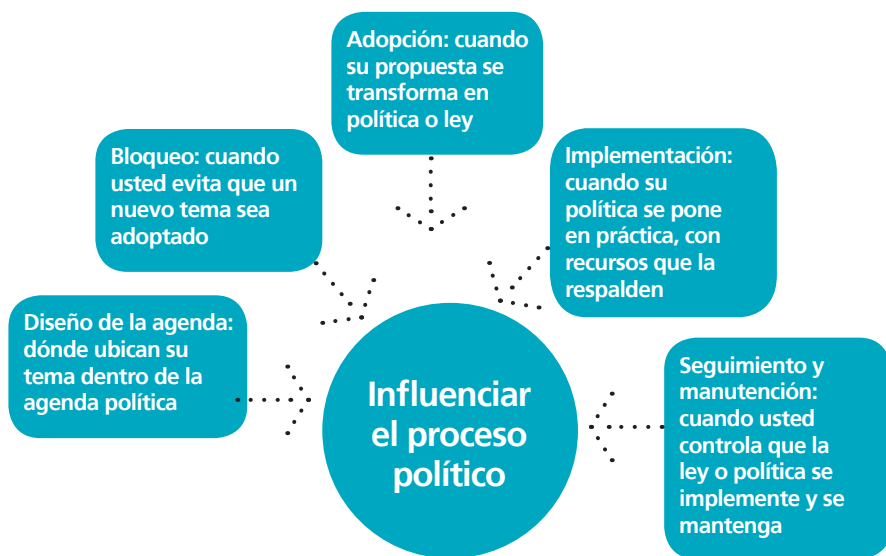 Adopción: cuando
su propuesta se
transforma en
política o ley
Bloqueo: cuando
usted evita que un
nuevo tema sea
adoptado
Implementación:
cuando su
política se pone
en práctica, con
recursos que la
respalden
Diseño de la agenda:
dónde ubican su
tema dentro de la
agenda política
Seguimiento y
manutención:
cuando usted
controla que la
ley o política se
implemente y se
mantenga
Influenciar
el proceso
político